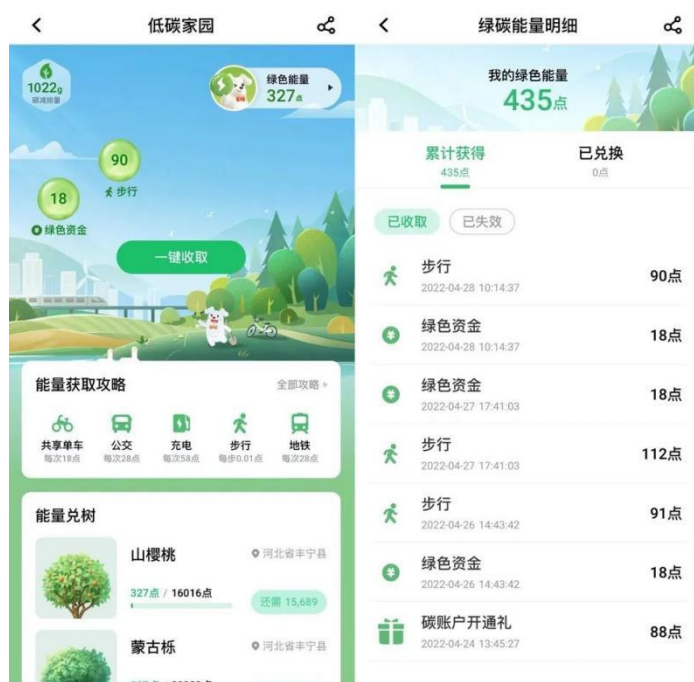 低碳家园
1022g
碳减排量
绿色能量
327点
90
步行
18
绿色资金
一键收取
能量获取攻略
全部攻略
共享单车
每次18点
公交
每次28点
充电
每次58点
步行
每步0.01点
地铁
每次28点
能量兑树
山樱桃
河北省丰宁县
327点 / 16016点
还需 15,689
蒙古栎
河北省丰宁县
绿碳能量明细
我的绿色能量
435点
累计获得
435点
已兑换
0点
已收取
已失效
步行
90点
2022-04-28 10:14:37
绿色资金
18点
2022-04-28 10:14:37
绿色资金
18点
2022-04-27 17:41:03
步行
112点
2022-04-27 17:41:03
步行
91点
2022-04-26 14:43:42
绿色资金
18点
2022-04-26 14:43:42
碳账户开通礼
88点
2022-04-24 13:45:27